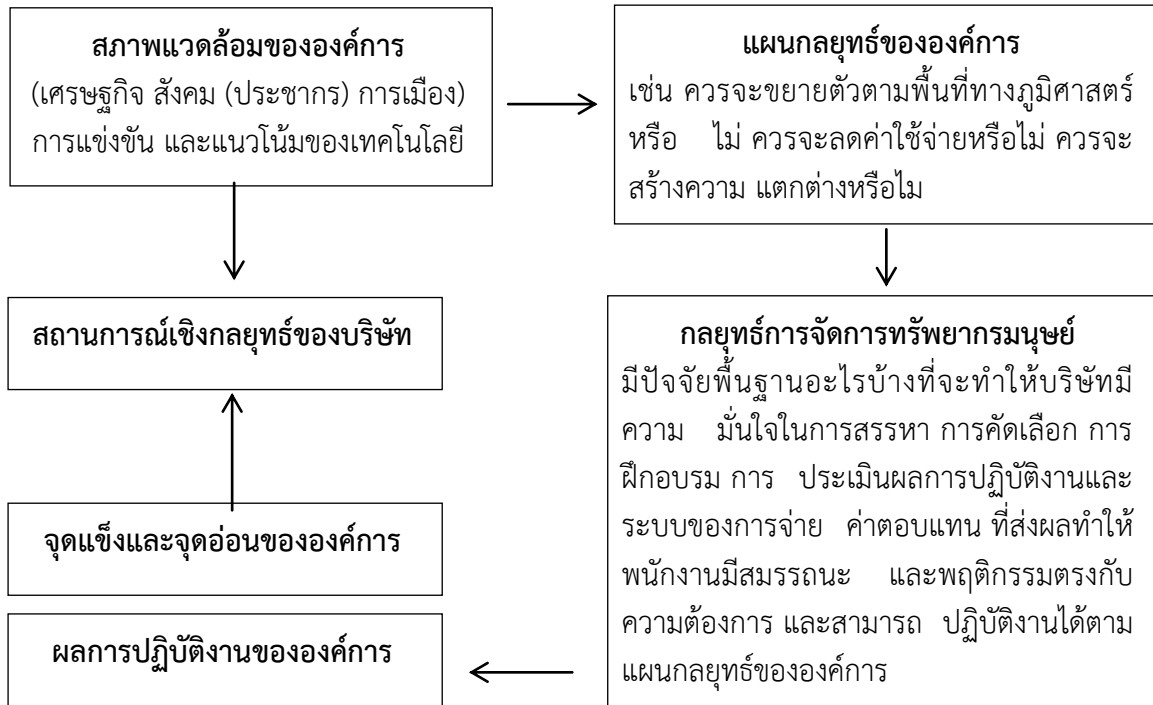 สภาพแวดล้อมขององค์การ
(เศรษฐกิจ สังคม (ประชากร) การเมือง)
การแข่งขัน และแนวโน้มของเทคโนโลยี
แผนกลยุทธ์ขององค์การ
เช่น ควรจะขยายตัวตามพื้นที่ทางภูมิศาสตร์
หรือ ไม่ ควรจะลดค่าใช้จ่ายหรือไม่ ควรจะ
สร้างความ แตกต่างหรือไม
สถานการณ์เชิงกลยุทธ์ของบริษัท
กลยุทธ์การจัดการทรัพยากรมนุษย์
มีปัจจัยพื้นฐานอะไรบ้างที่จะทำให้บริษัทมี
ความ มั่นใจในการสรรหา การคัดเลือก การ
ฝึกอบรม การ ประเมินผลการปฏิบัติงานและ
ระบบของการจ่าย ค่าตอบแทน ที่ส่งผลทำให้
พนักงานมีสมรรถนะ และพฤติกรรมตรงกับ
ความต้องการ และสามารถ ปฏิบัติงานได้ตาม
แผนกลยุทธ์ขององค์การ
จุดแข็งและจุดอ่อนขององค์การ
ผลการปฏิบัติงานขององค์การ